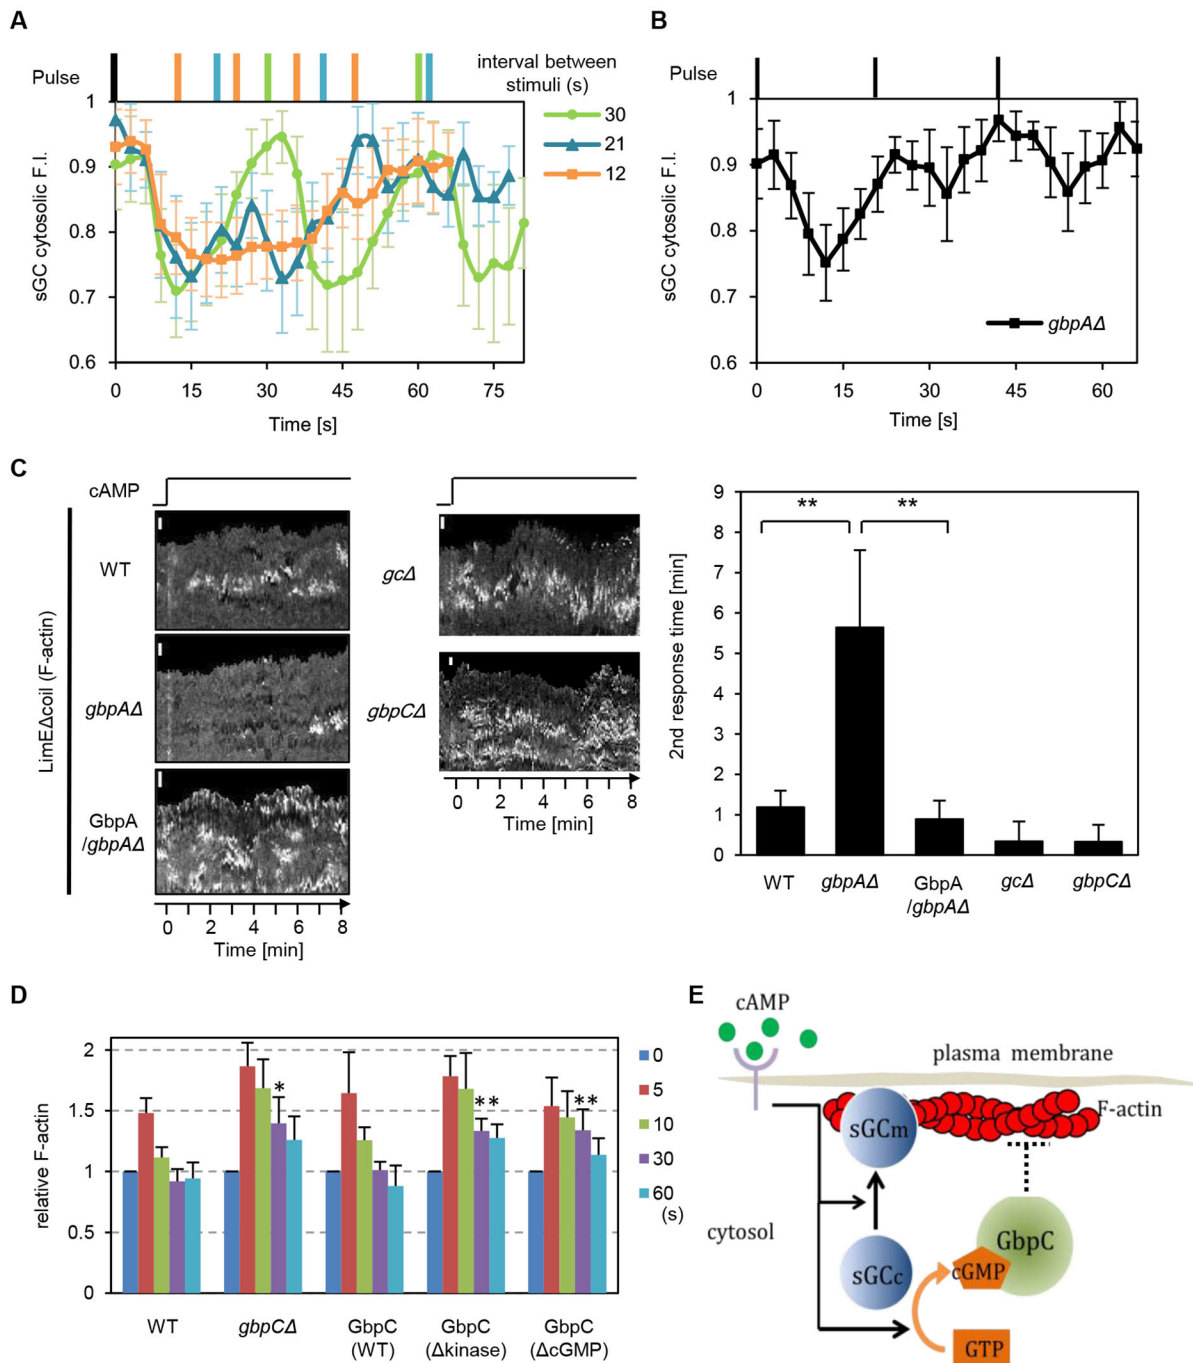 A
Pulse
interval between
stimuli (s)
30
21
12
1
0.9
0.8
0.7
0.6
sGC cytosolic F.I.
0
15
30
45
60
75
Time [s]
B
Pulse
1
0.9
0.8
0.7
0.6
sGC cytosolic F.I.
gbpAΔ
0
15
30
45
60
Time [s]
C
cAMP
LimEΔcoil (F-actin)
WT
gbpAΔ
GbpA
/gbpAΔ
0
2
4
6
8
Time [min]
gcΔ
gbpCΔ
0
2
4
6
8
Time [min]
2nd response time [min]
9
8
7
6
5
4
3
2
1
0
**
**
WT
gbpAΔ
GbpA
/gbpAΔ
gcΔ
gbpCΔ
D
relative F-actin
2
1.5
1
0.5
0
*
**
**
0
5
10
30
60
(s)
WT
gbpCΔ
GbpC
(WT)
GbpC
(Δkinase)
GbpC
(ΔcGMP)
E
cAMP
plasma membrane
F-actin
sGCm
cytosol
sGCc
GbpC
cGMP
GTP